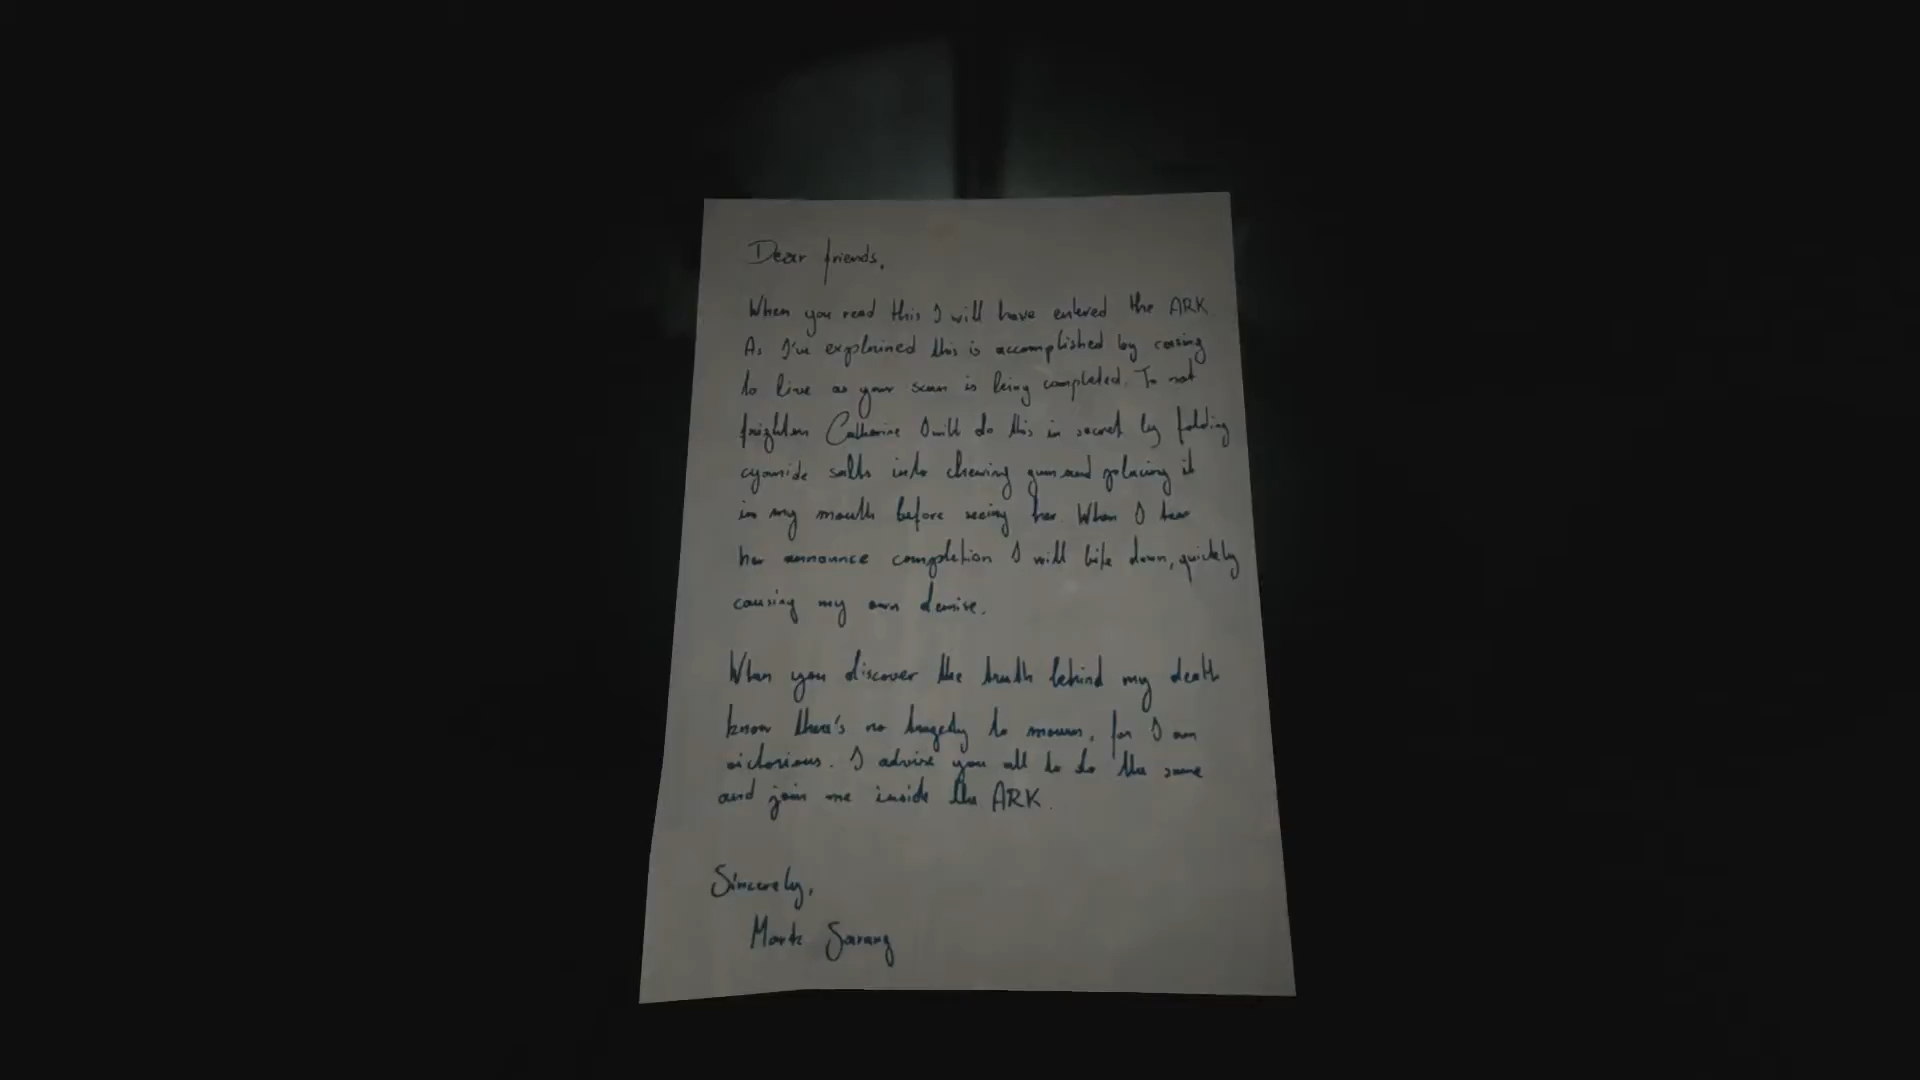 Dear friends,
When you read this I will have entered the ARK.
As I've explained this is accomplished by ceasing
to live as your scan is being completed. To not
frighten Catherine I will do this in secret by folding
cyanide salts into chewing gum and placing it
in my mouth before seeing her. When I hear
her announce completion I will bite down, quickly
causing my own demise.
When you discover the truth behind my death
know there's no tragedy to mourn, for I am
victorious. I advise you all to do the same
and join me inside the ARK.
Sincerely,
Mark Sarang